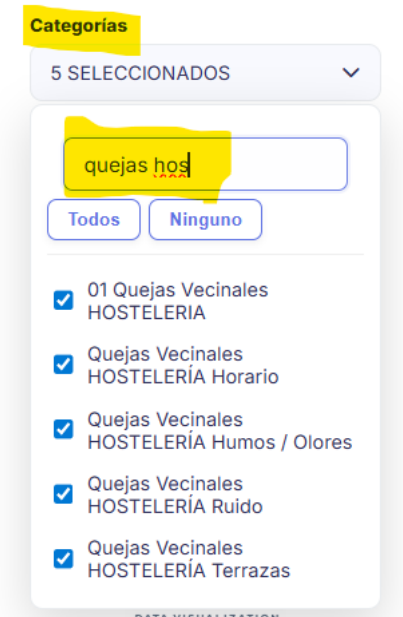 Categorías
5 SELECCIONADOS
quejas hos
Todos Ninguno
01 Quejas Vecinales
HOSTELERIA
Quejas Vecinales
HOSTELERÍA Horario
Quejas Vecinales
HOSTELERÍA Humos / Olores
Quejas Vecinales
HOSTELERÍA Ruido
Quejas Vecinales
HOSTELERÍA Terrazas
DATA VISUALIZATION